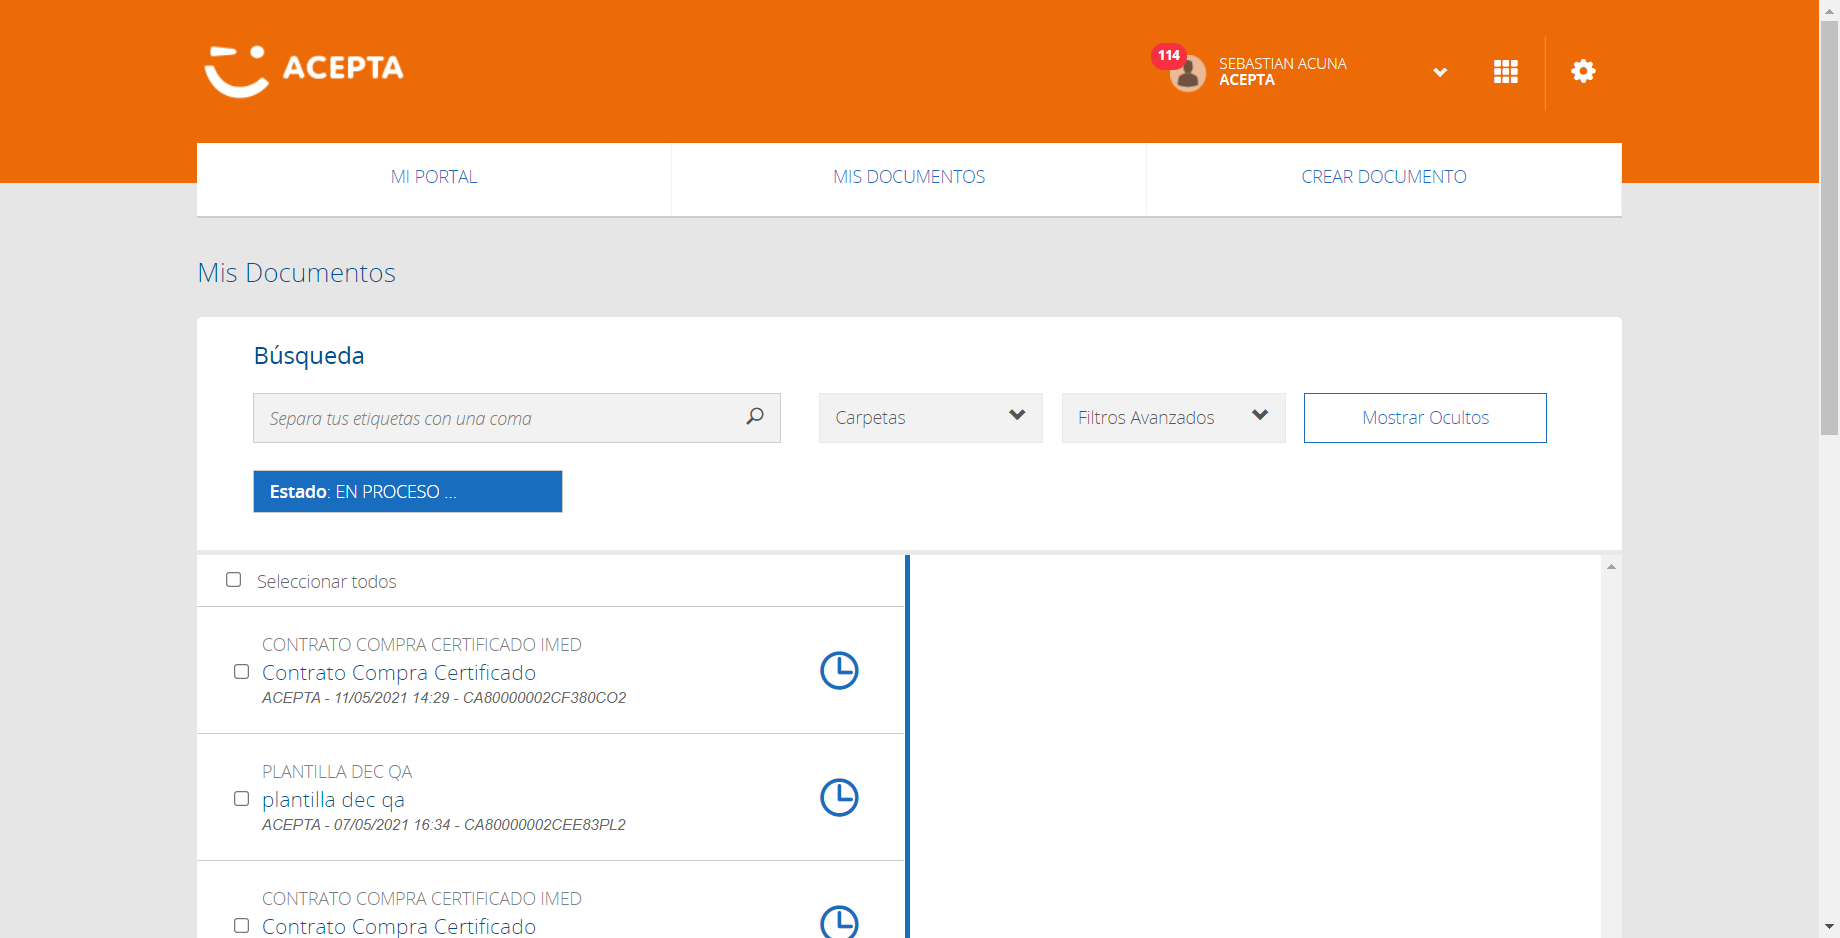 ACEPTA
114
SEBASTIAN ACUNA
ACEPTA
MI PORTAL
MIS DOCUMENTOS
CREAR DOCUMENTO
Mis Documentos
Búsqueda
Separa tus etiquetas con una coma
Carpetas
Filtros Avanzados
Mostrar Ocultos
Estado: EN PROCESO ...
Seleccionar todos
CONTRATO COMPRA CERTIFICADO IMED
Contrato Compra Certificado
ACEPTA - 11/05/2021 14:29 - CA80000002CF380CO2
PLANTILLA DEC QA
plantilla dec qa
ACEPTA - 07/05/2021 16:34 - CA80000002CEE83PL2
CONTRATO COMPRA CERTIFICADO IMED
Contrato Compra Certificado